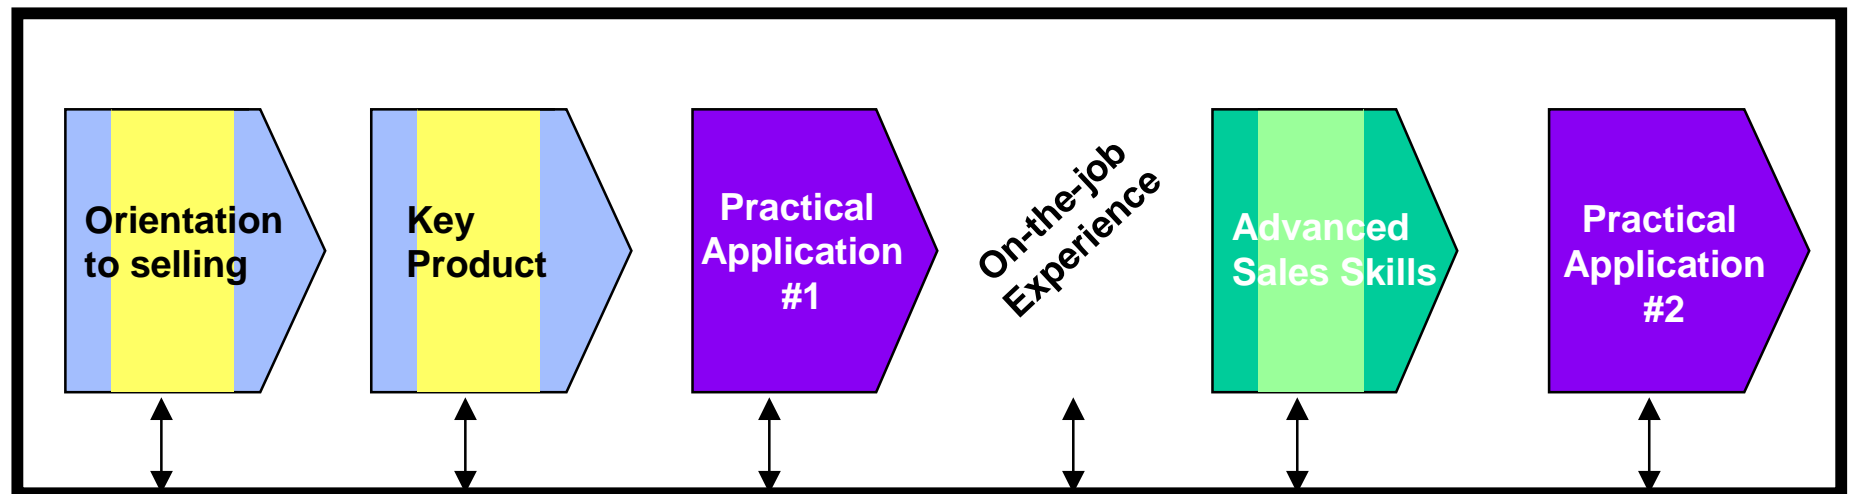 Orientation
to selling
Key
Product
Practical
Application
#1
On-the-job
Experience
Advanced
Sales Skills
Practical
Application
#2